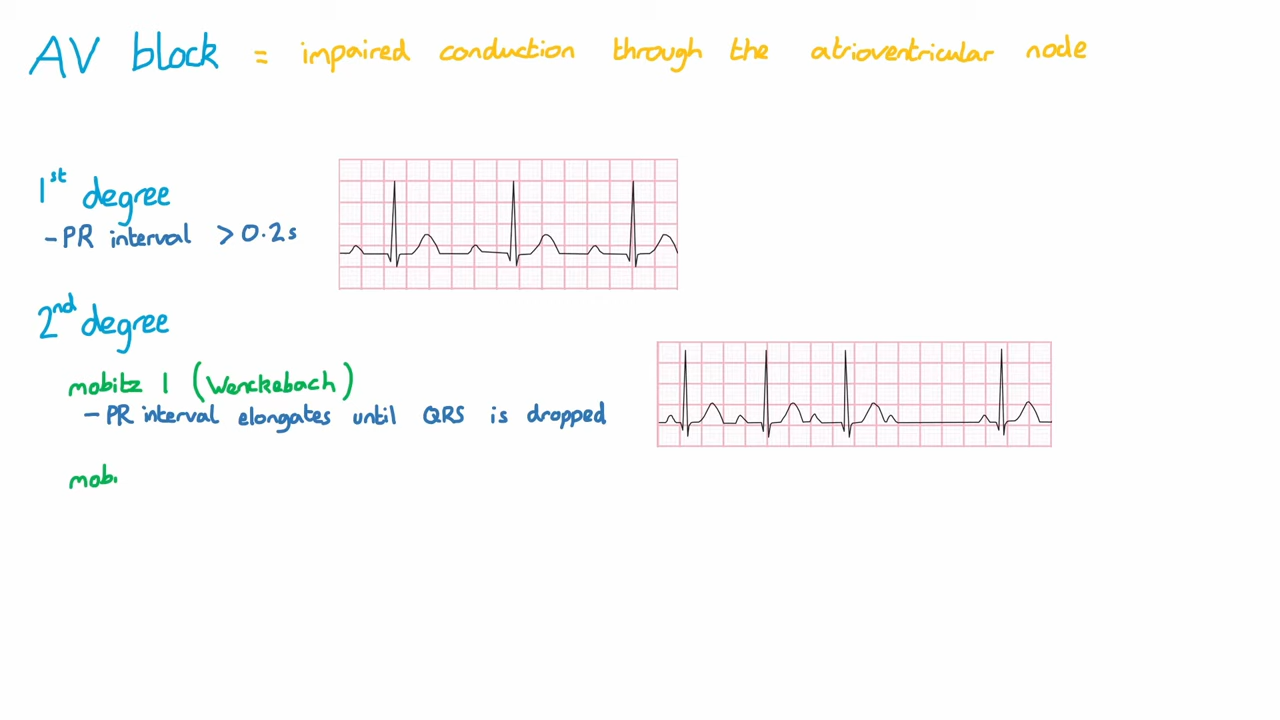 AV block = impaired conduction through the atrioventricular node
1st degree
- PR interval > 0.2s
2nd degree
mobitz 1 (Wenckebach)
- PR interval elongates until QRS is dropped
mobi